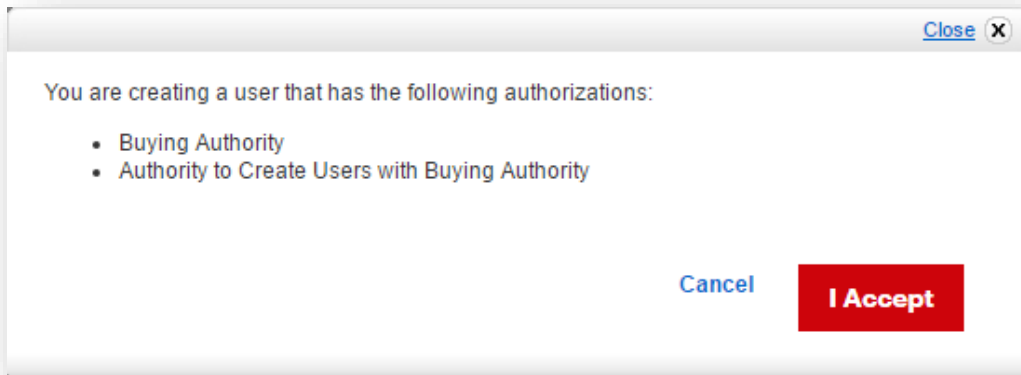 Close X
You are creating a user that has the following authorizations:
• Buying Authority
• Authority to Create Users with Buying Authority
Cancel
I Accept